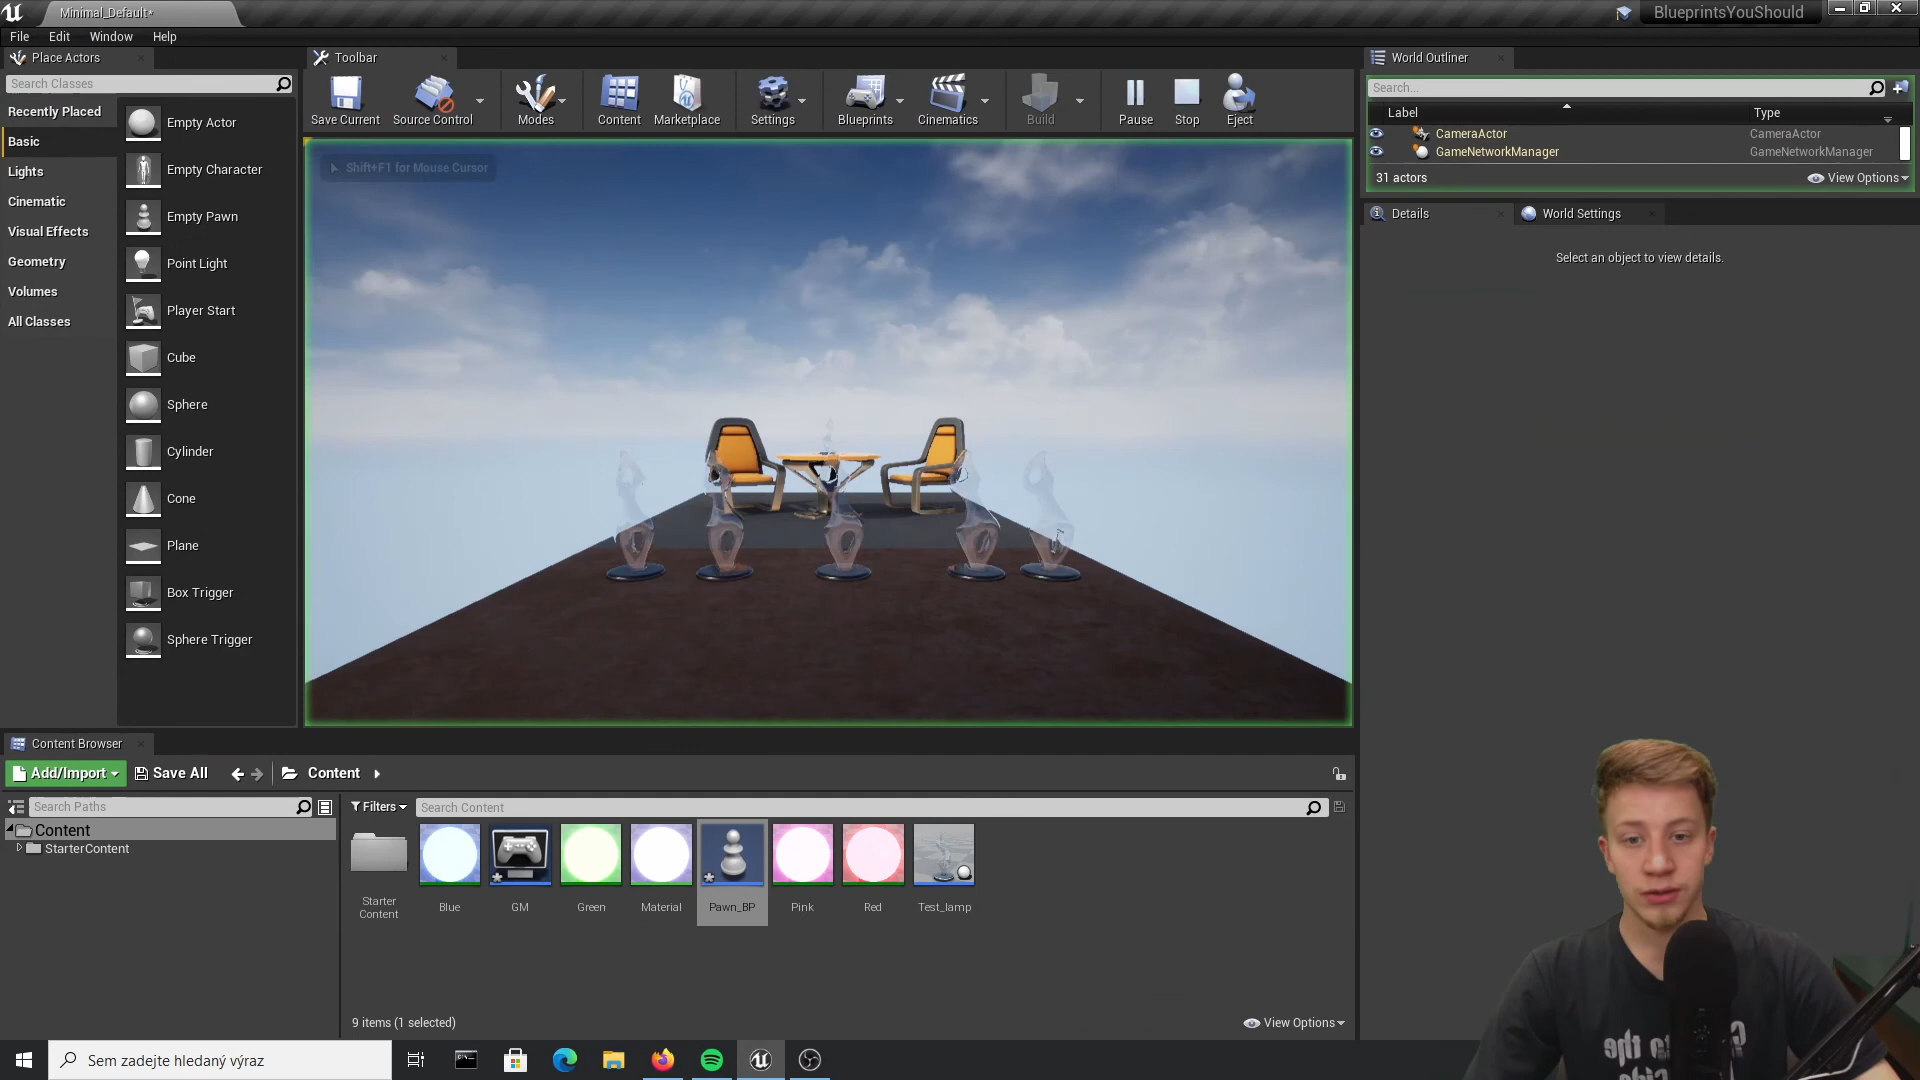 Minimal_Default*
BlueprintsYouShould
File Edit Window Help
Place Actors
Toolbar
World Outliner
Search Classes
Recently Placed
Basic
Lights
Cinematic
Visual Effects
Geometry
Volumes
All Classes
Empty Actor
Empty Character
Empty Pawn
Point Light
Player Start
Cube
Sphere
Cylinder
Cone
Plane
Box Trigger
Sphere Trigger
Save Current
Source Control
Modes
Content
Marketplace
Settings
Blueprints
Cinematics
Build
Pause
Stop
Eject
Shift+F1 for Mouse Cursor
Search...
Label Type
CameraActor CameraActor
GameNetworkManager GameNetworkManager
31 actors
View Options
Details
World Settings
Select an object to view details.
Content Browser
Add/Import
Save All
Content
Search Paths
Content
StarterContent
Filters
Search Content
Starter
Content
Blue
GM
Green
Material
Pawn_BP
Pink
Red
Test_lamp
9 items (1 selected)
View Options
Sem zadejte hledaný výraz